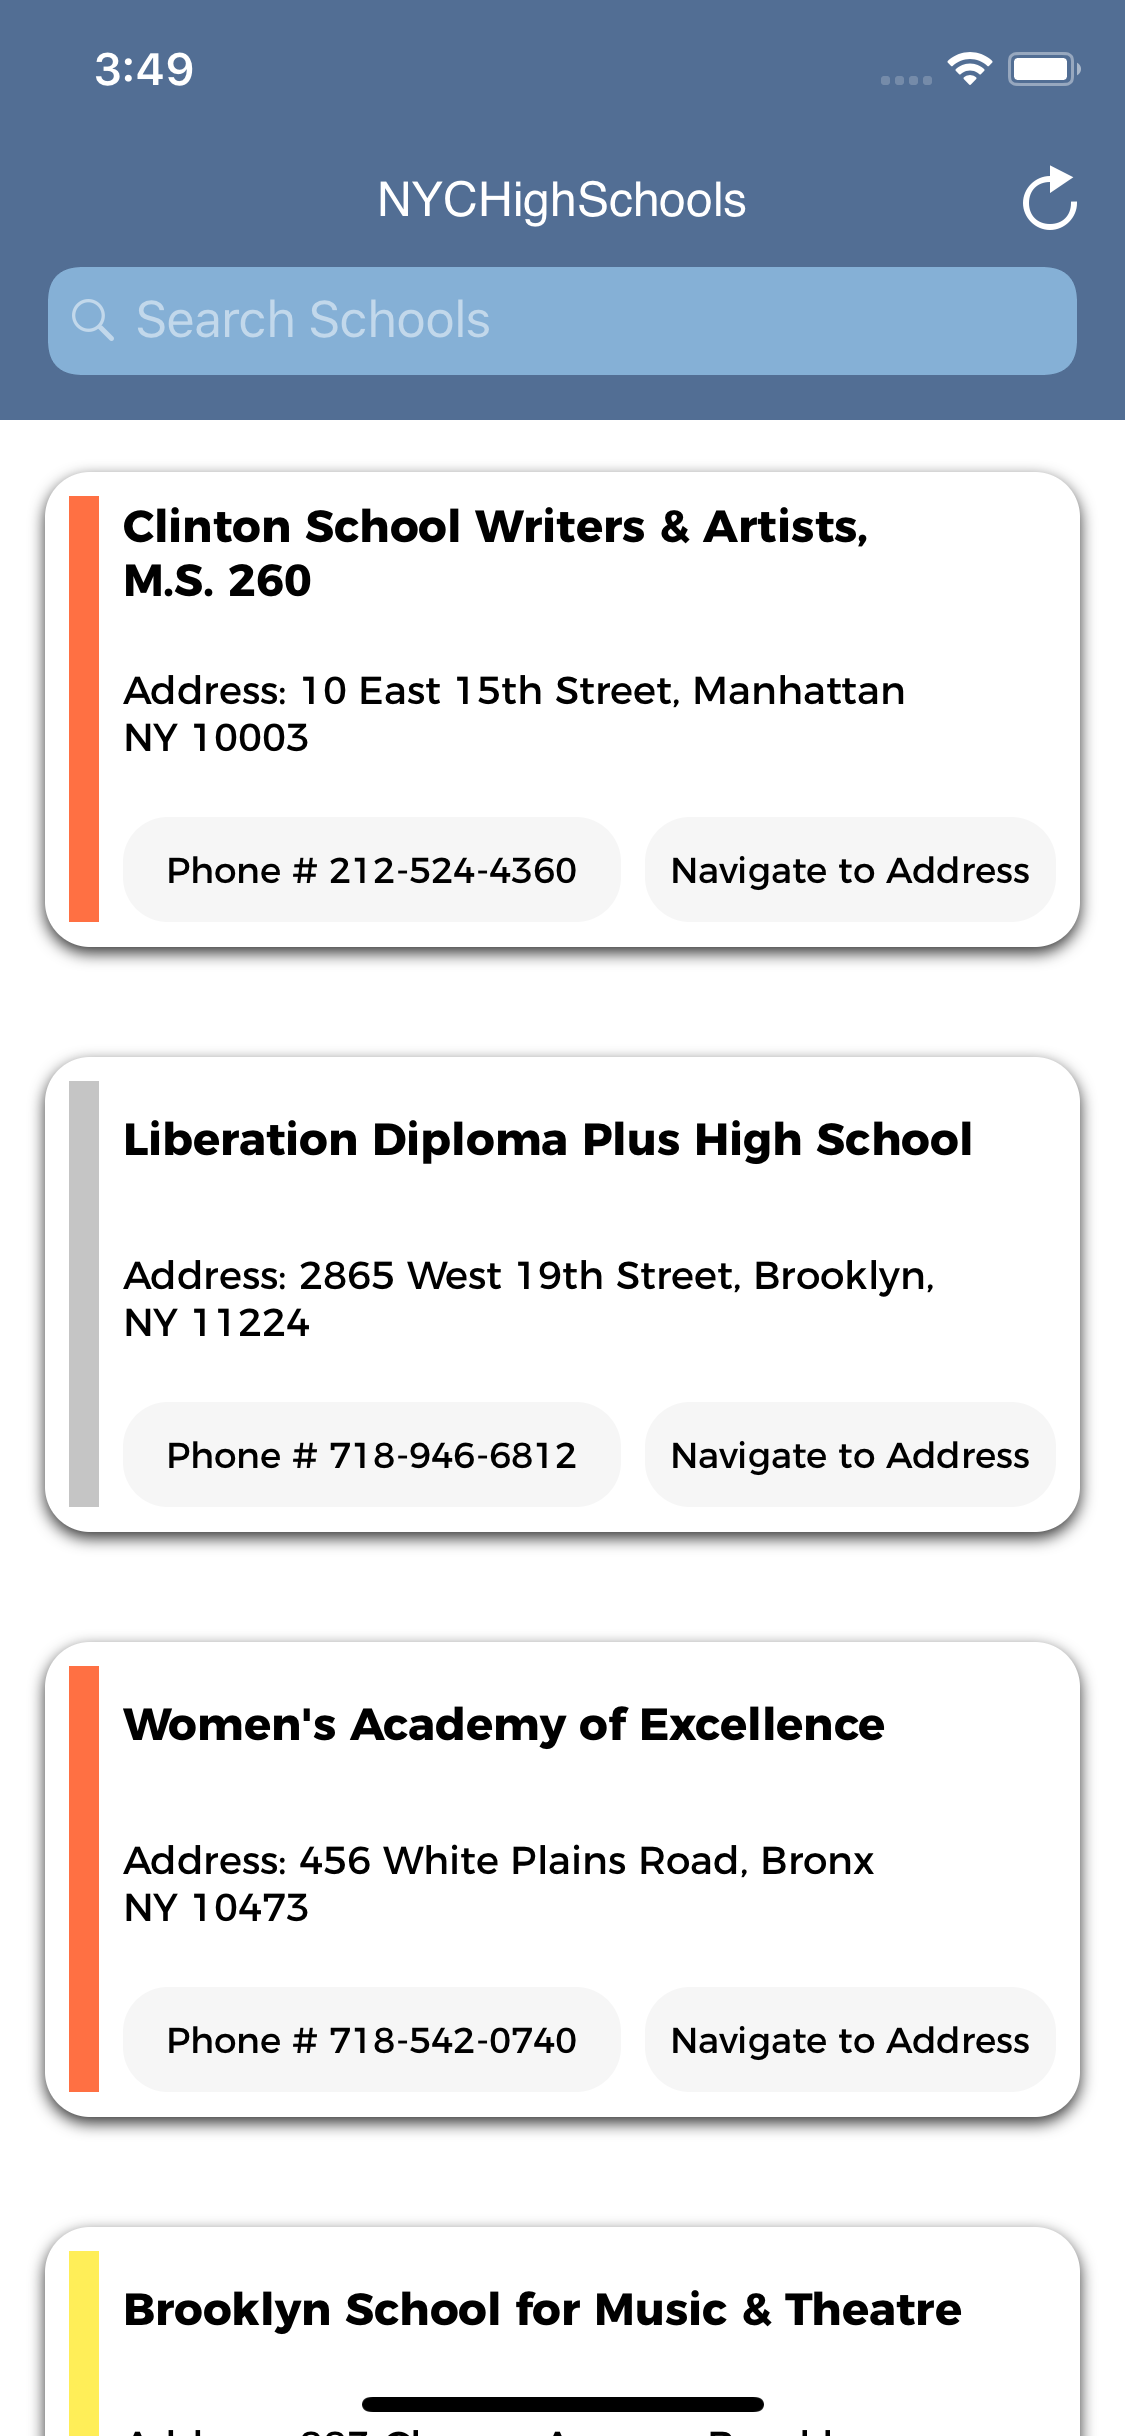 3:49
NYCHighSchools
Search Schools
Clinton School Writers & Artists,
M.S. 260
Address: 10 East 15th Street, Manhattan
NY 10003
Phone # 212-524-4360
Navigate to Address
Liberation Diploma Plus High School
Address: 2865 West 19th Street, Brooklyn,
NY 11224
Phone # 718-946-6812
Navigate to Address
Women's Academy of Excellence
Address: 456 White Plains Road, Bronx
NY 10473
Phone # 718-542-0740
Navigate to Address
Brooklyn School for Music & Theatre